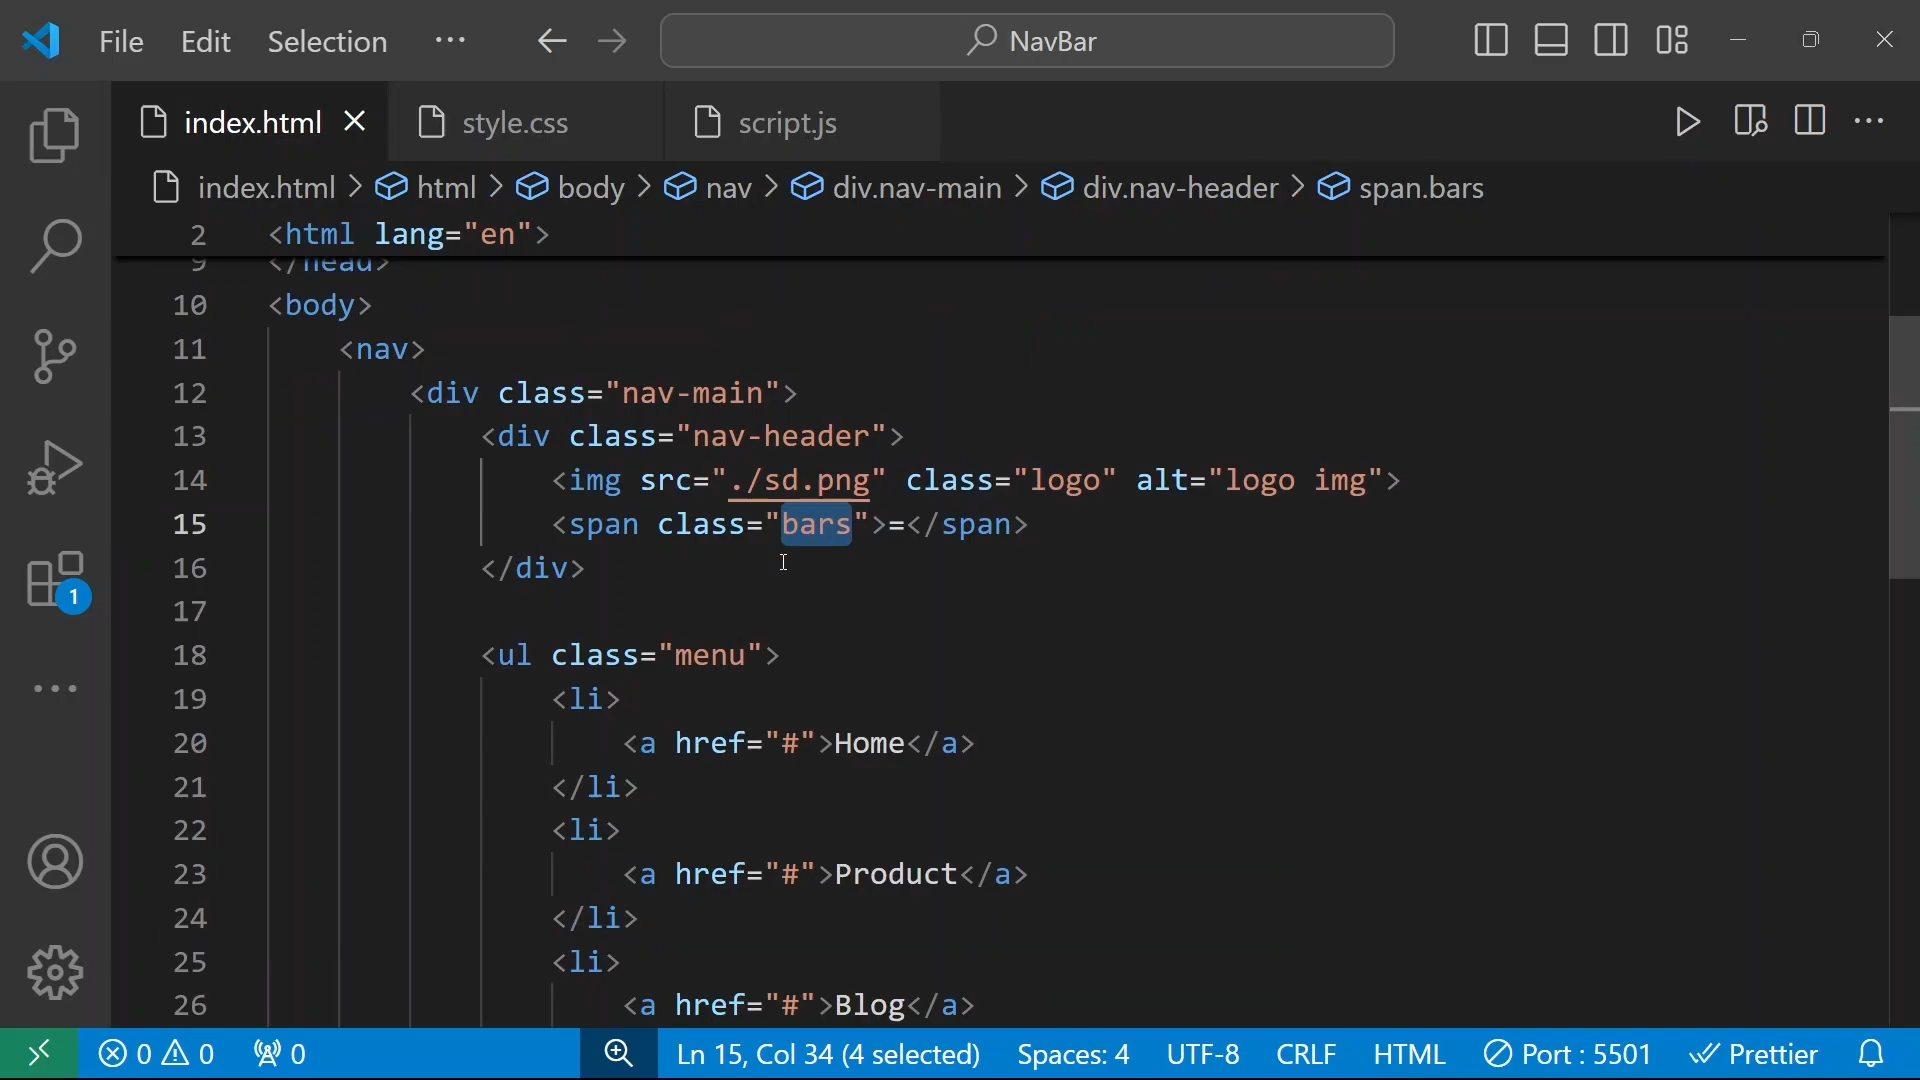 File Edit Selection ··· NavBar
index.html style.css script.js ···
index.html > html > body > nav > div.nav-main > div.nav-header > span.bars
2 <html lang="en">
9 </head>
10 <body>
11 <nav>
12 <div class="nav-main">
13 <div class="nav-header">
14 <img src="./sd.png" class="logo" alt="logo img">
15 <span class="bars">=</span>
16 </div>
17
18 <ul class="menu">
19 <li>
20 <a href="#">Home</a>
21 </li>
22 <li>
23 <a href="#">Product</a>
24 </li>
25 <li>
26 <a href="#">Blog</a>
1
0 0 0 Ln 15, Col 34 (4 selected) Spaces: 4 UTF-8 CRLF HTML Port : 5501 Prettier